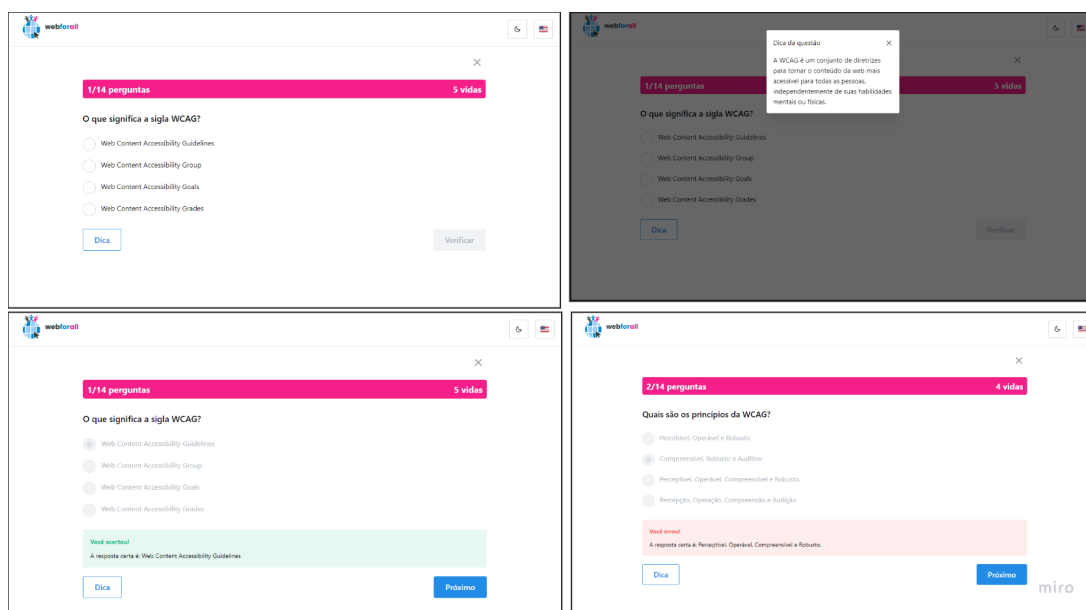 webforall
1/14 perguntas 5 vidas
O que significa a sigla WCAG?
Web Content Accessibility Guidelines
Web Content Accessibility Group
Web Content Accessibility Goals
Web Content Accessibility Grades
Dica Verificar
webforall
Dica da questão
A WCAG é um conjunto de diretrizes
para tornar o conteúdo da web mais
acessível para todas as pessoas,
independentemente de suas habilidades
mentais ou físicas.
1/14 perguntas 5 vidas
O que significa a sigla WCAG?
Web Content Accessibility Guidelines
Web Content Accessibility Group
Web Content Accessibility Goals
Web Content Accessibility Grades
Dica Verificar
webforall
1/14 perguntas 5 vidas
O que significa a sigla WCAG?
Web Content Accessibility Guidelines
Web Content Accessibility Group
Web Content Accessibility Goals
Web Content Accessibility Grades
Você acertou!
A resposta certa é: Web Content Accessibility Guidelines
Dica Próximo
webforall
2/14 perguntas 4 vidas
Quais são os princípios da WCAG?
Percebível, Operável e Robusto
Compreensível, Robusto e Auditivo
Perceptível, Operável, Compreensível e Robusto.
Percepção, Operação, Compreensão e Audição
Você errou!
A resposta certa é: Perceptível, Operável, Compreensível e Robusto.
Dica Próximo
miro